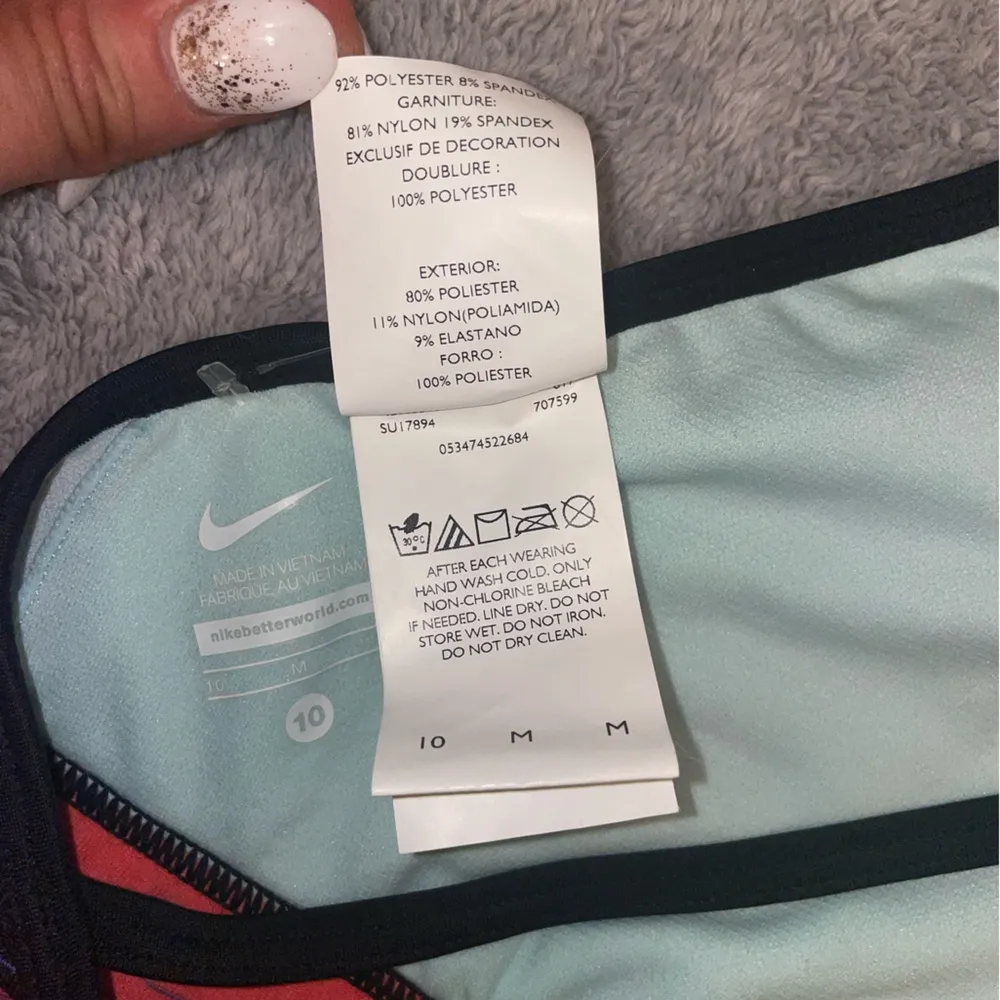 92% POLYESTER 8% SPANDEX
GARNITURE:
81% NYLON 19% SPANDEX
EXCLUSIF DE DECORATION
DOUBLURE :
100% POLYESTER
EXTERIOR:
80% POLIESTER
11% NYLON(POLIAMIDA)
9% ELASTANO
FORRO :
100% POLIESTER
SU17894
707599
053474522684
30°C
AFTER EACH WEARING
HAND WASH COLD. ONLY
NON-CHLORINE BLEACH
IF NEEDED. LINE DRY. DO NOT
STORE WET. DO NOT IRON.
DO NOT DRY CLEAN.
10 M M
MADE IN VIETNAM
FABRIQUE AU VIETNAM
nikebetterworld.com
10 M
10